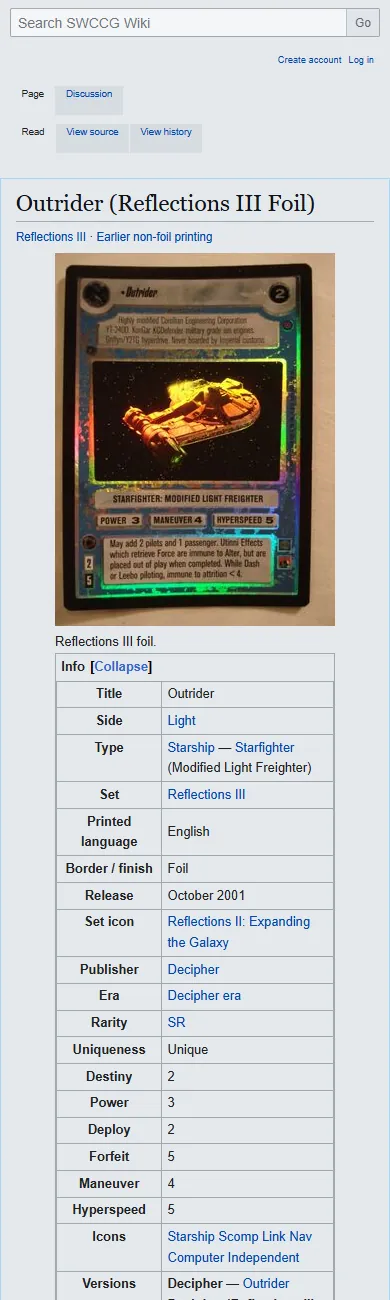 Search SWCCG Wiki
Go
Create account Log in
Page Discussion
Read View source View history
Outrider (Reflections III Foil)
Reflections III · Earlier non-foil printing
•Outrider
2
Highly modified Corellian Engineering Corporation
YT-2400. KonGar KGDefender military grade ion engines.
hyperdrive. Never boarded by Imperial customs.
STARFIGHTER: MODIFIED LIGHT FREIGHTER
POWER 3 MANEUVER 4 HYPERSPEED 5
May add 2 pilots and 1 passenger. Utinni Effects
which retrieve Force are immune to Alter, but are
placed out of play when completed. While Dash
or Leebo piloting, immune to attrition < 4.
2
5
Reflections III foil.
Info [Collapse]
Title Outrider
Side Light
Type Starship — Starfighter
(Modified Light Freighter)
Set Reflections III
Printed
language English
Border / finish Foil
Release October 2001
Set icon Reflections II: Expanding
the Galaxy
Publisher Decipher
Era Decipher era
Rarity SR
Uniqueness Unique
Destiny 2
Power 3
Deploy 2
Forfeit 5
Maneuver 4
Hyperspeed 5
Icons Starship Scomp Link Nav
Computer Independent
Versions Decipher — Outrider